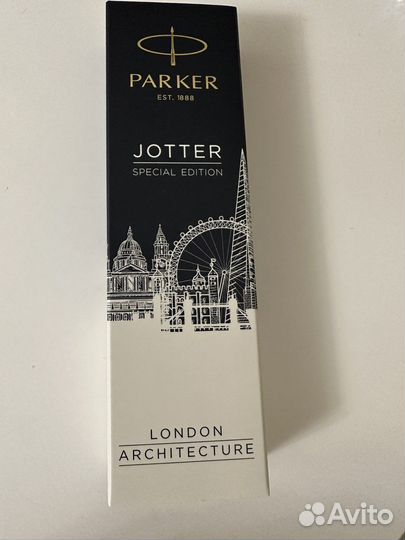 PARKER
EST. 1888
JOTTER
SPECIAL EDITION
LONDON
ARCHITECTURE
Avito